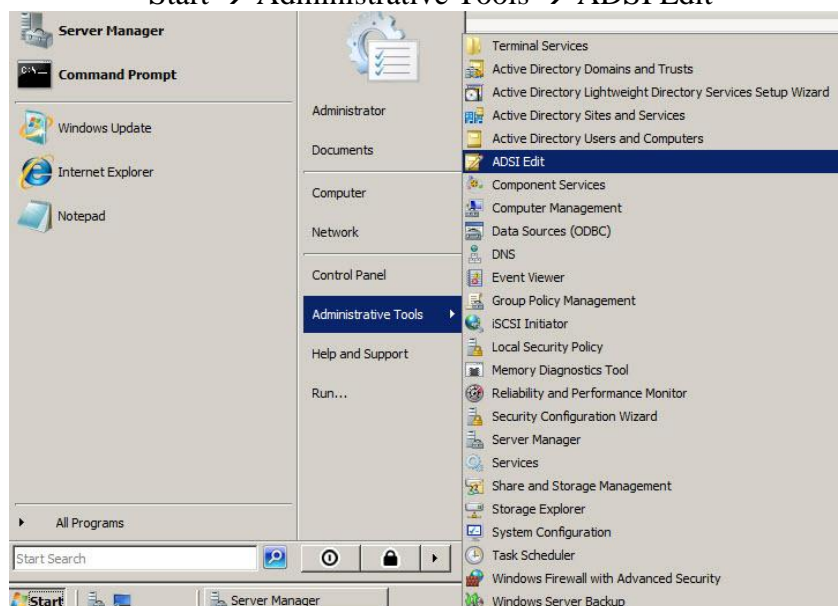 Start → Administrative Tools → ADSI Edit
Server Manager
Command Prompt
Windows Update
Internet Explorer
Notepad
All Programs
Start Search
Administrator
Documents
Computer
Network
Control Panel
Administrative Tools
Help and Support
Run...
Terminal Services
Active Directory Domains and Trusts
Active Directory Lightweight Directory Services Setup Wizard
Active Directory Sites and Services
Active Directory Users and Computers
ADSI Edit
Component Services
Computer Management
Data Sources (ODBC)
DNS
Event Viewer
Group Policy Management
iSCSI Initiator
Local Security Policy
Memory Diagnostics Tool
Reliability and Performance Monitor
Security Configuration Wizard
Server Manager
Services
Share and Storage Management
Storage Explorer
System Configuration
Task Scheduler
Windows Firewall with Advanced Security
Windows Server Backup
Start
Server Manager